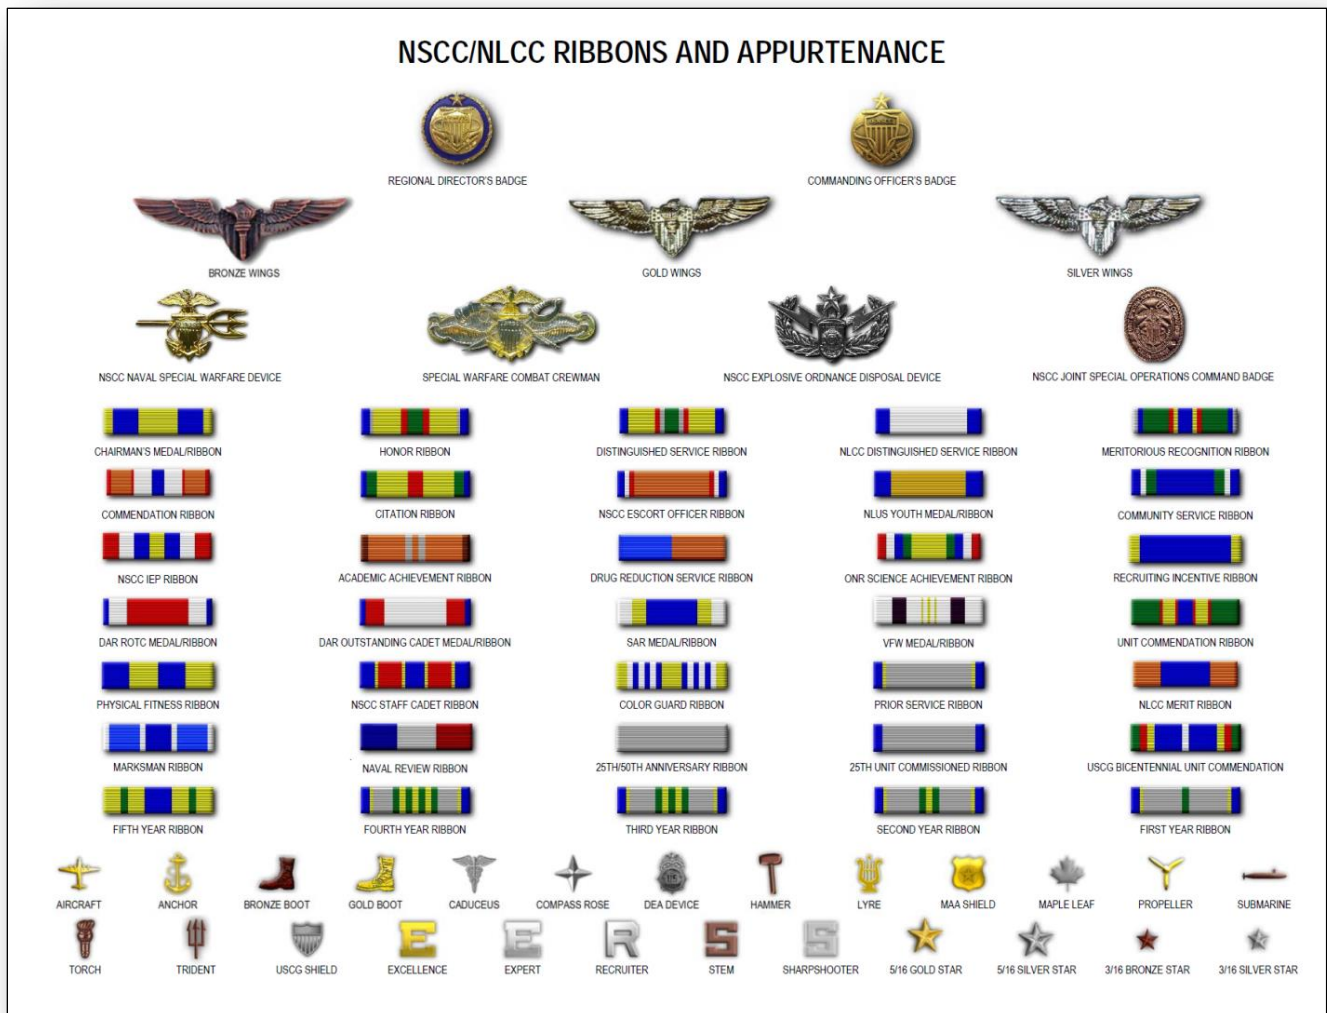 NSCC/NLCC RIBBONS AND APPURTENANCE
REGIONAL DIRECTOR'S BADGE COMMANDING OFFICER'S BADGE
BRONZE WINGS GOLD WINGS SILVER WINGS
NSCC NAVAL SPECIAL WARFARE DEVICE SPECIAL WARFARE COMBAT CREWMAN NSCC EXPLOSIVE ORDNANCE DISPOSAL DEVICE NSCC JOINT SPECIAL OPERATIONS COMMAND BADGE
CHAIRMAN'S MEDAL/RIBBON HONOR RIBBON DISTINGUISHED SERVICE RIBBON NLCC DISTINGUISHED SERVICE RIBBON MERITORIOUS RECOGNITION RIBBON
COMMENDATION RIBBON CITATION RIBBON NSCC ESCORT OFFICER RIBBON NLUS YOUTH MEDAL/RIBBON COMMUNITY SERVICE RIBBON
NSCC IEP RIBBON ACADEMIC ACHIEVEMENT RIBBON DRUG REDUCTION SERVICE RIBBON ONR SCIENCE ACHIEVEMENT RIBBON RECRUITING INCENTIVE RIBBON
DAR ROTC MEDAL/RIBBON DAR OUTSTANDING CADET MEDAL/RIBBON SAR MEDAL/RIBBON VFW MEDAL/RIBBON UNIT COMMENDATION RIBBON
PHYSICAL FITNESS RIBBON NSCC STAFF CADET RIBBON COLOR GUARD RIBBON PRIOR SERVICE RIBBON NLCC MERIT RIBBON
MARKSMAN RIBBON NAVAL REVIEW RIBBON 25TH/50TH ANNIVERSARY RIBBON 25TH UNIT COMMISSIONED RIBBON USCG BICENTENNIAL UNIT COMMENDATION
FIFTH YEAR RIBBON FOURTH YEAR RIBBON THIRD YEAR RIBBON SECOND YEAR RIBBON FIRST YEAR RIBBON
AIRCRAFT ANCHOR BRONZE BOOT GOLD BOOT CADUCEUS COMPASS ROSE DEA DEVICE HAMMER LYRE MAA SHIELD MAPLE LEAF PROPELLER SUBMARINE
E E R S S
TORCH TRIDENT USCG SHIELD EXCELLENCE EXPERT RECRUITER STEM SHARPSHOOTER 5/16 GOLD STAR 5/16 SILVER STAR 3/16 BRONZE STAR 3/16 SILVER STAR